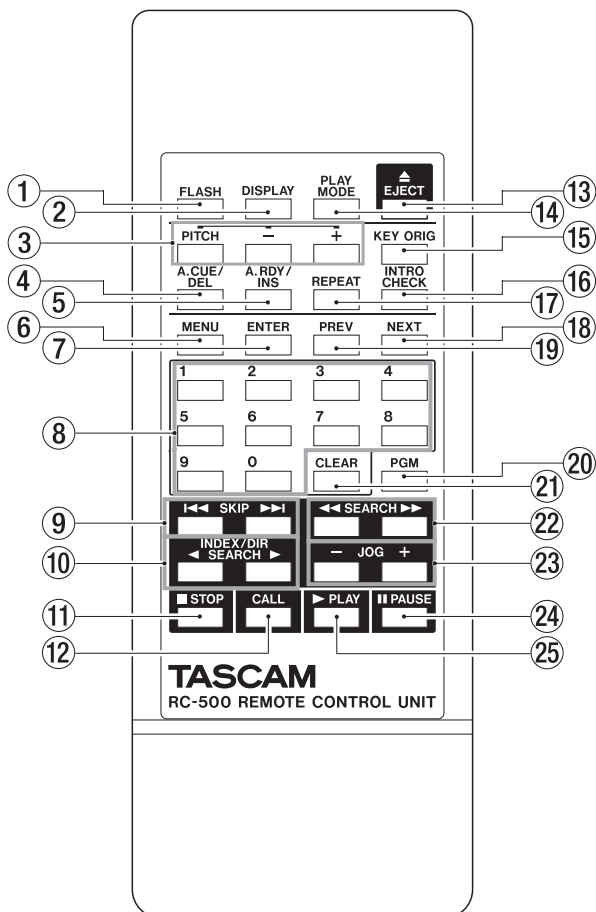 FLASH DISPLAY PLAY MODE ⏏ EJECT
① ⑬
② ⑭
③ PITCH − + KEY ORIG ⑮
④ A.CUE/ DEL A.RDY/ INS REPEAT INTRO CHECK ⑯
⑤ ⑰
⑥ MENU ENTER PREV NEXT ⑱
⑦ ⑲
1 2 3 4
⑧ 5 6 7 8
9 0 CLEAR PGM ⑳
㉑
⑨ |◀◀ SKIP ▶▶| ◀◀ SEARCH ▶▶ ㉒
⑩ INDEX/DIR ◀ SEARCH ▶ − JOG + ㉓
⑪ ■ STOP CALL ▶ PLAY ❚❚ PAUSE ㉔
⑫ ㉕
TASCAM
RC-500 REMOTE CONTROL UNIT